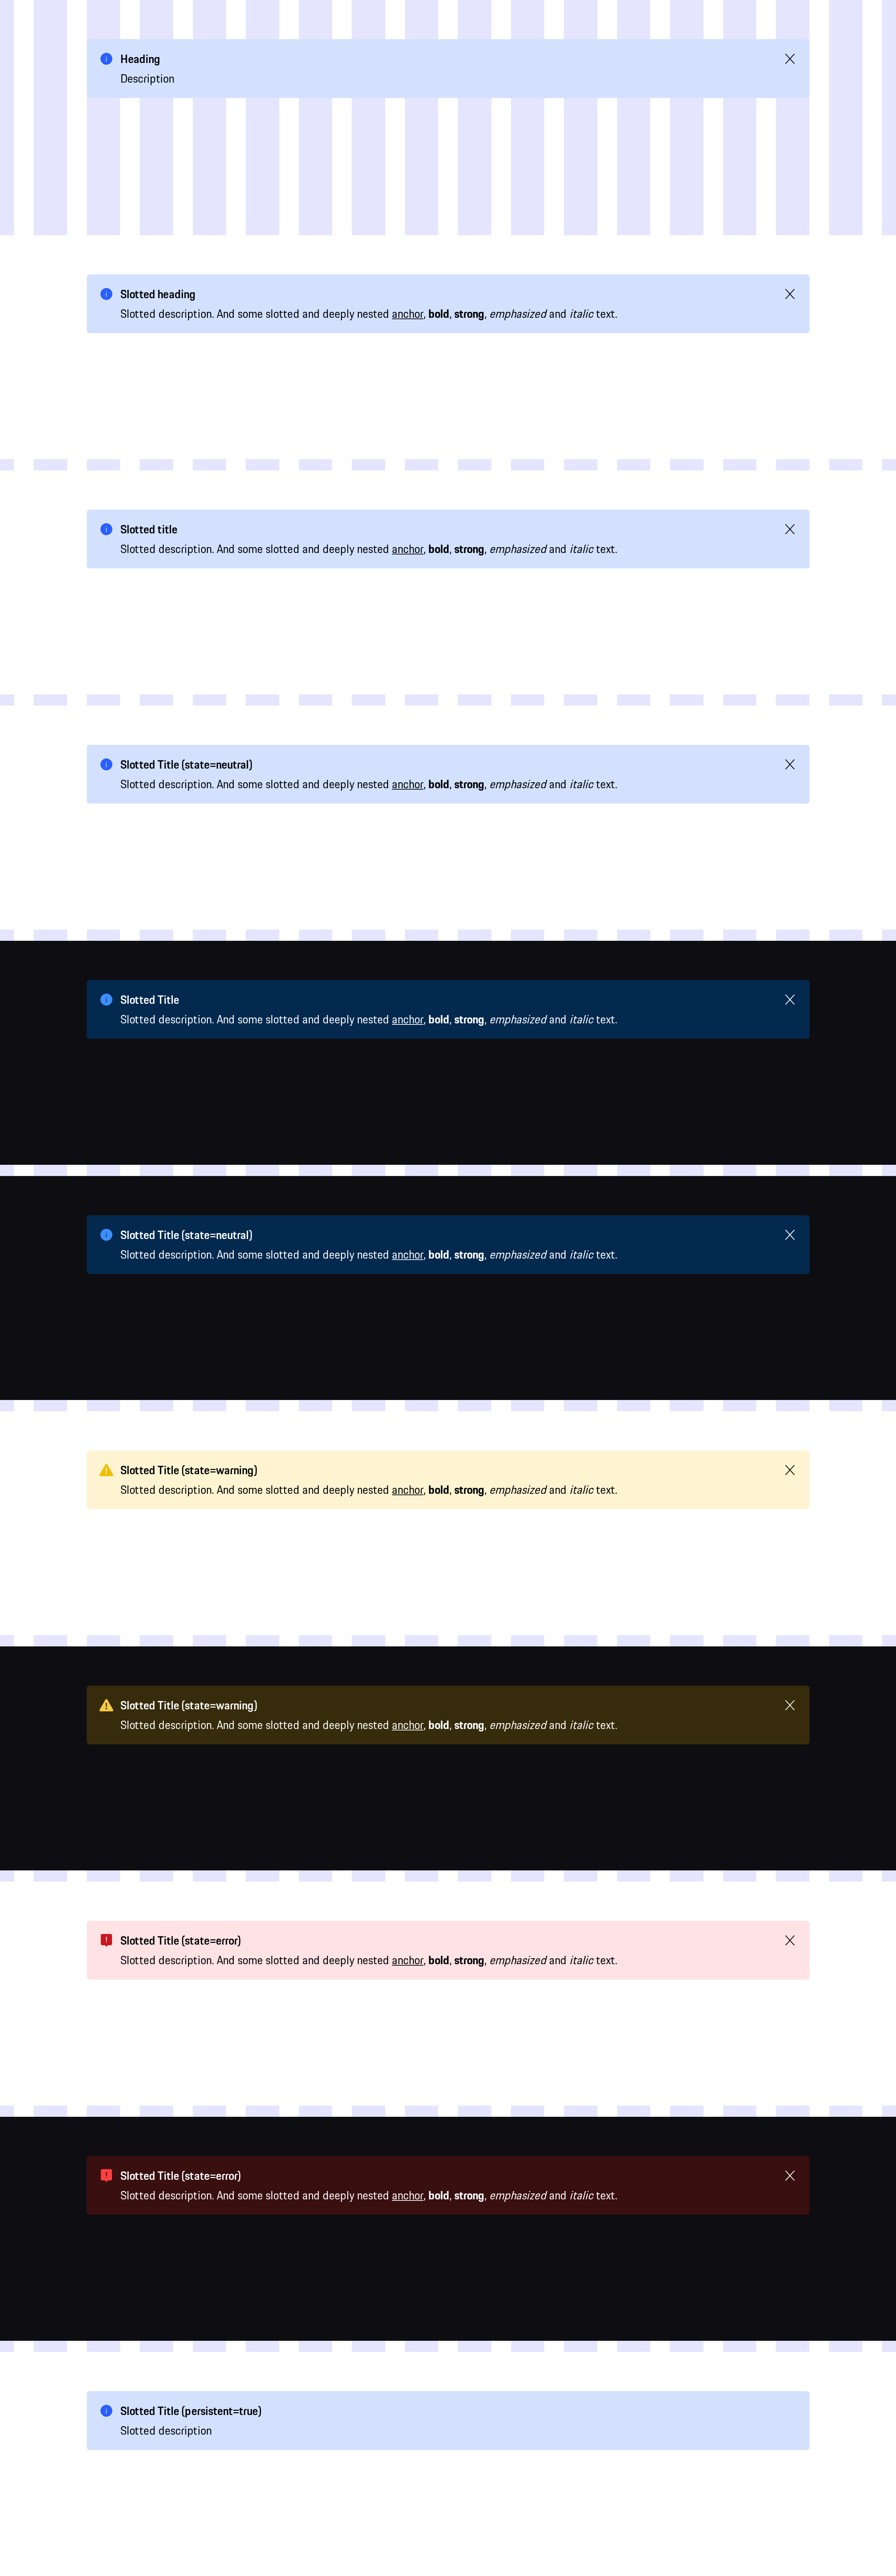 Heading
Description
Slotted heading
Slotted description. And some slotted and deeply nested anchor, bold, strong, emphasized and italic text.
Slotted title
Slotted description. And some slotted and deeply nested anchor, bold, strong, emphasized and italic text.
Slotted Title (state=neutral)
Slotted description. And some slotted and deeply nested anchor, bold, strong, emphasized and italic text.
Slotted Title
Slotted description. And some slotted and deeply nested anchor, bold, strong, emphasized and italic text.
Slotted Title (state=neutral)
Slotted description. And some slotted and deeply nested anchor, bold, strong, emphasized and italic text.
Slotted Title (state=warning)
Slotted description. And some slotted and deeply nested anchor, bold, strong, emphasized and italic text.
Slotted Title (state=warning)
Slotted description. And some slotted and deeply nested anchor, bold, strong, emphasized and italic text.
Slotted Title (state=error)
Slotted description. And some slotted and deeply nested anchor, bold, strong, emphasized and italic text.
Slotted Title (state=error)
Slotted description. And some slotted and deeply nested anchor, bold, strong, emphasized and italic text.
Slotted Title (persistent=true)
Slotted description